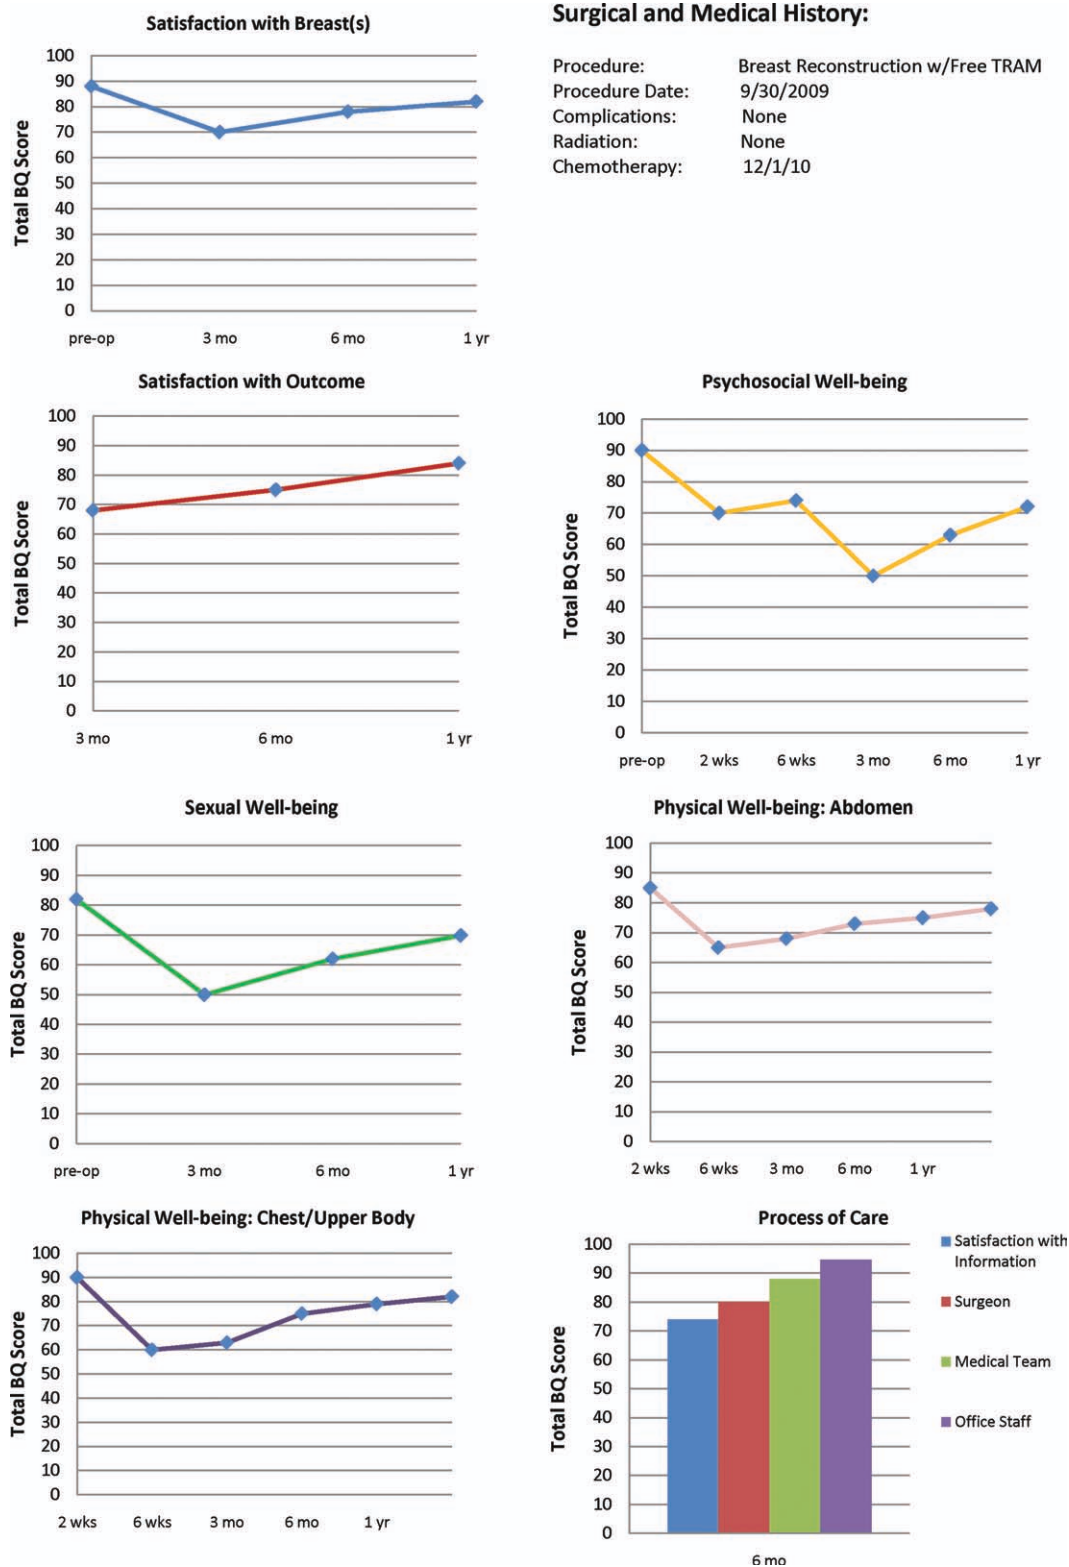 Satisfaction with Breast(s)
100
90
80
70
60
50
40
30
20
10
0
Total BQ Score
pre-op 3 mo 6 mo 1 yr
Surgical and Medical History:
Procedure: Breast Reconstruction w/Free TRAM
Procedure Date: 9/30/2009
Complications: None
Radiation: None
Chemotherapy: 12/1/10
Satisfaction with Outcome
100
90
80
70
60
50
40
30
20
10
0
Total BQ Score
3 mo 6 mo 1 yr
Psychosocial Well-being
100
90
80
70
60
50
40
30
20
10
0
Total BQ Score
pre-op 2 wks 6 wks 3 mo 6 mo 1 yr
Sexual Well-being
100
90
80
70
60
50
40
30
20
10
0
Total BQ Score
pre-op 3 mo 6 mo 1 yr
Physical Well-being: Abdomen
100
90
80
70
60
50
40
30
20
10
0
Total BQ Score
2 wks 6 wks 3 mo 6 mo 1 yr
Physical Well-being: Chest/Upper Body
100
90
80
70
60
50
40
30
20
10
0
Total BQ Score
2 wks 6 wks 3 mo 6 mo 1 yr
Process of Care
100
90
80
70
60
50
40
30
20
10
0
Total BQ Score
6 mo
Satisfaction with
Information
Surgeon
Medical Team
Office Staff